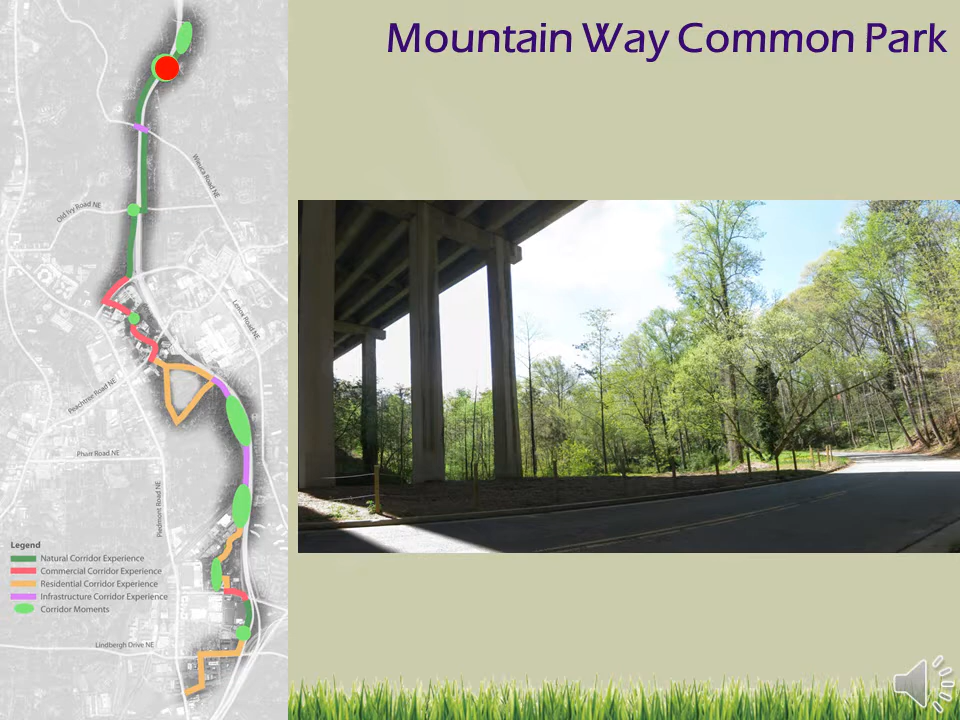 Mountain Way Common Park
Wieuca Road NE
Old Ivy Road NE
Lenox Road NE
Peachtree Road NE
Pharr Road NE
Piedmont Road NE
Legend
Natural Corridor Experience
Commercial Corridor Experience
Residential Corridor Experience
Infrastructure Corridor Experience
Corridor Moments
Lindbergh Drive NE